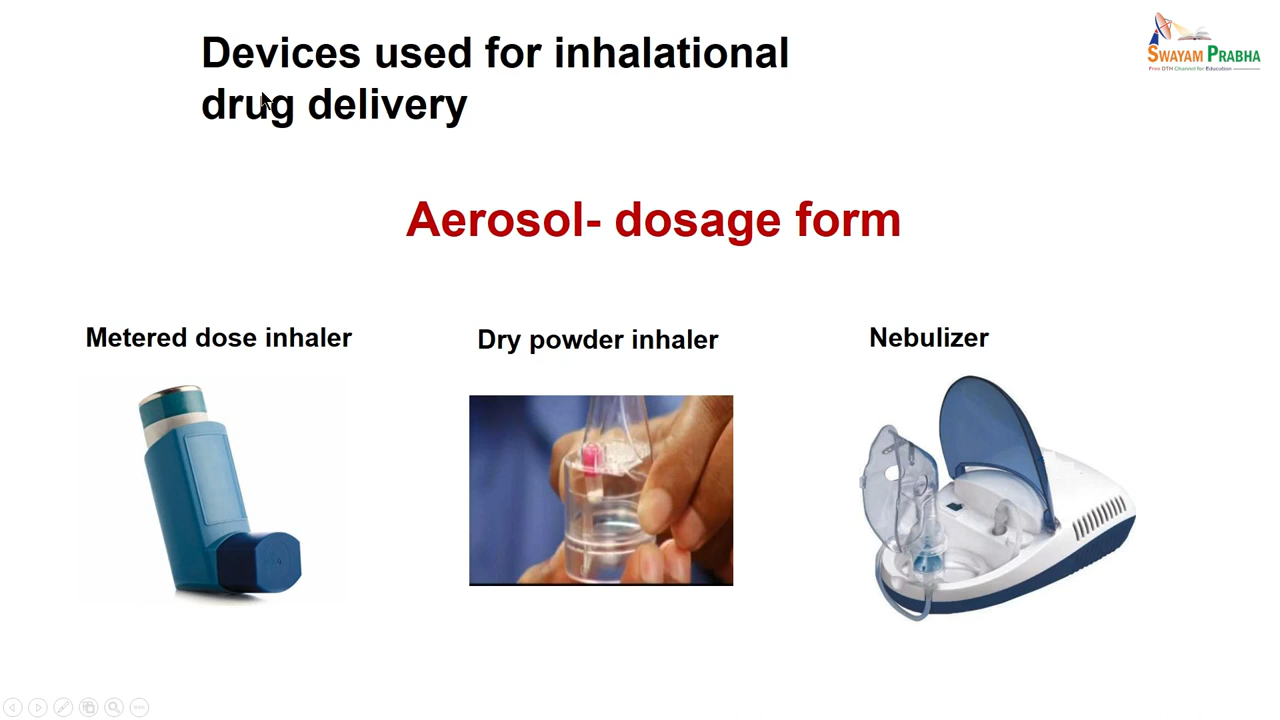 Devices used for inhalational
drug delivery
SWAYAM PRABHA
Free DTH Channel for Education
Aerosol- dosage form
Metered dose inhaler
Dry powder inhaler
Nebulizer